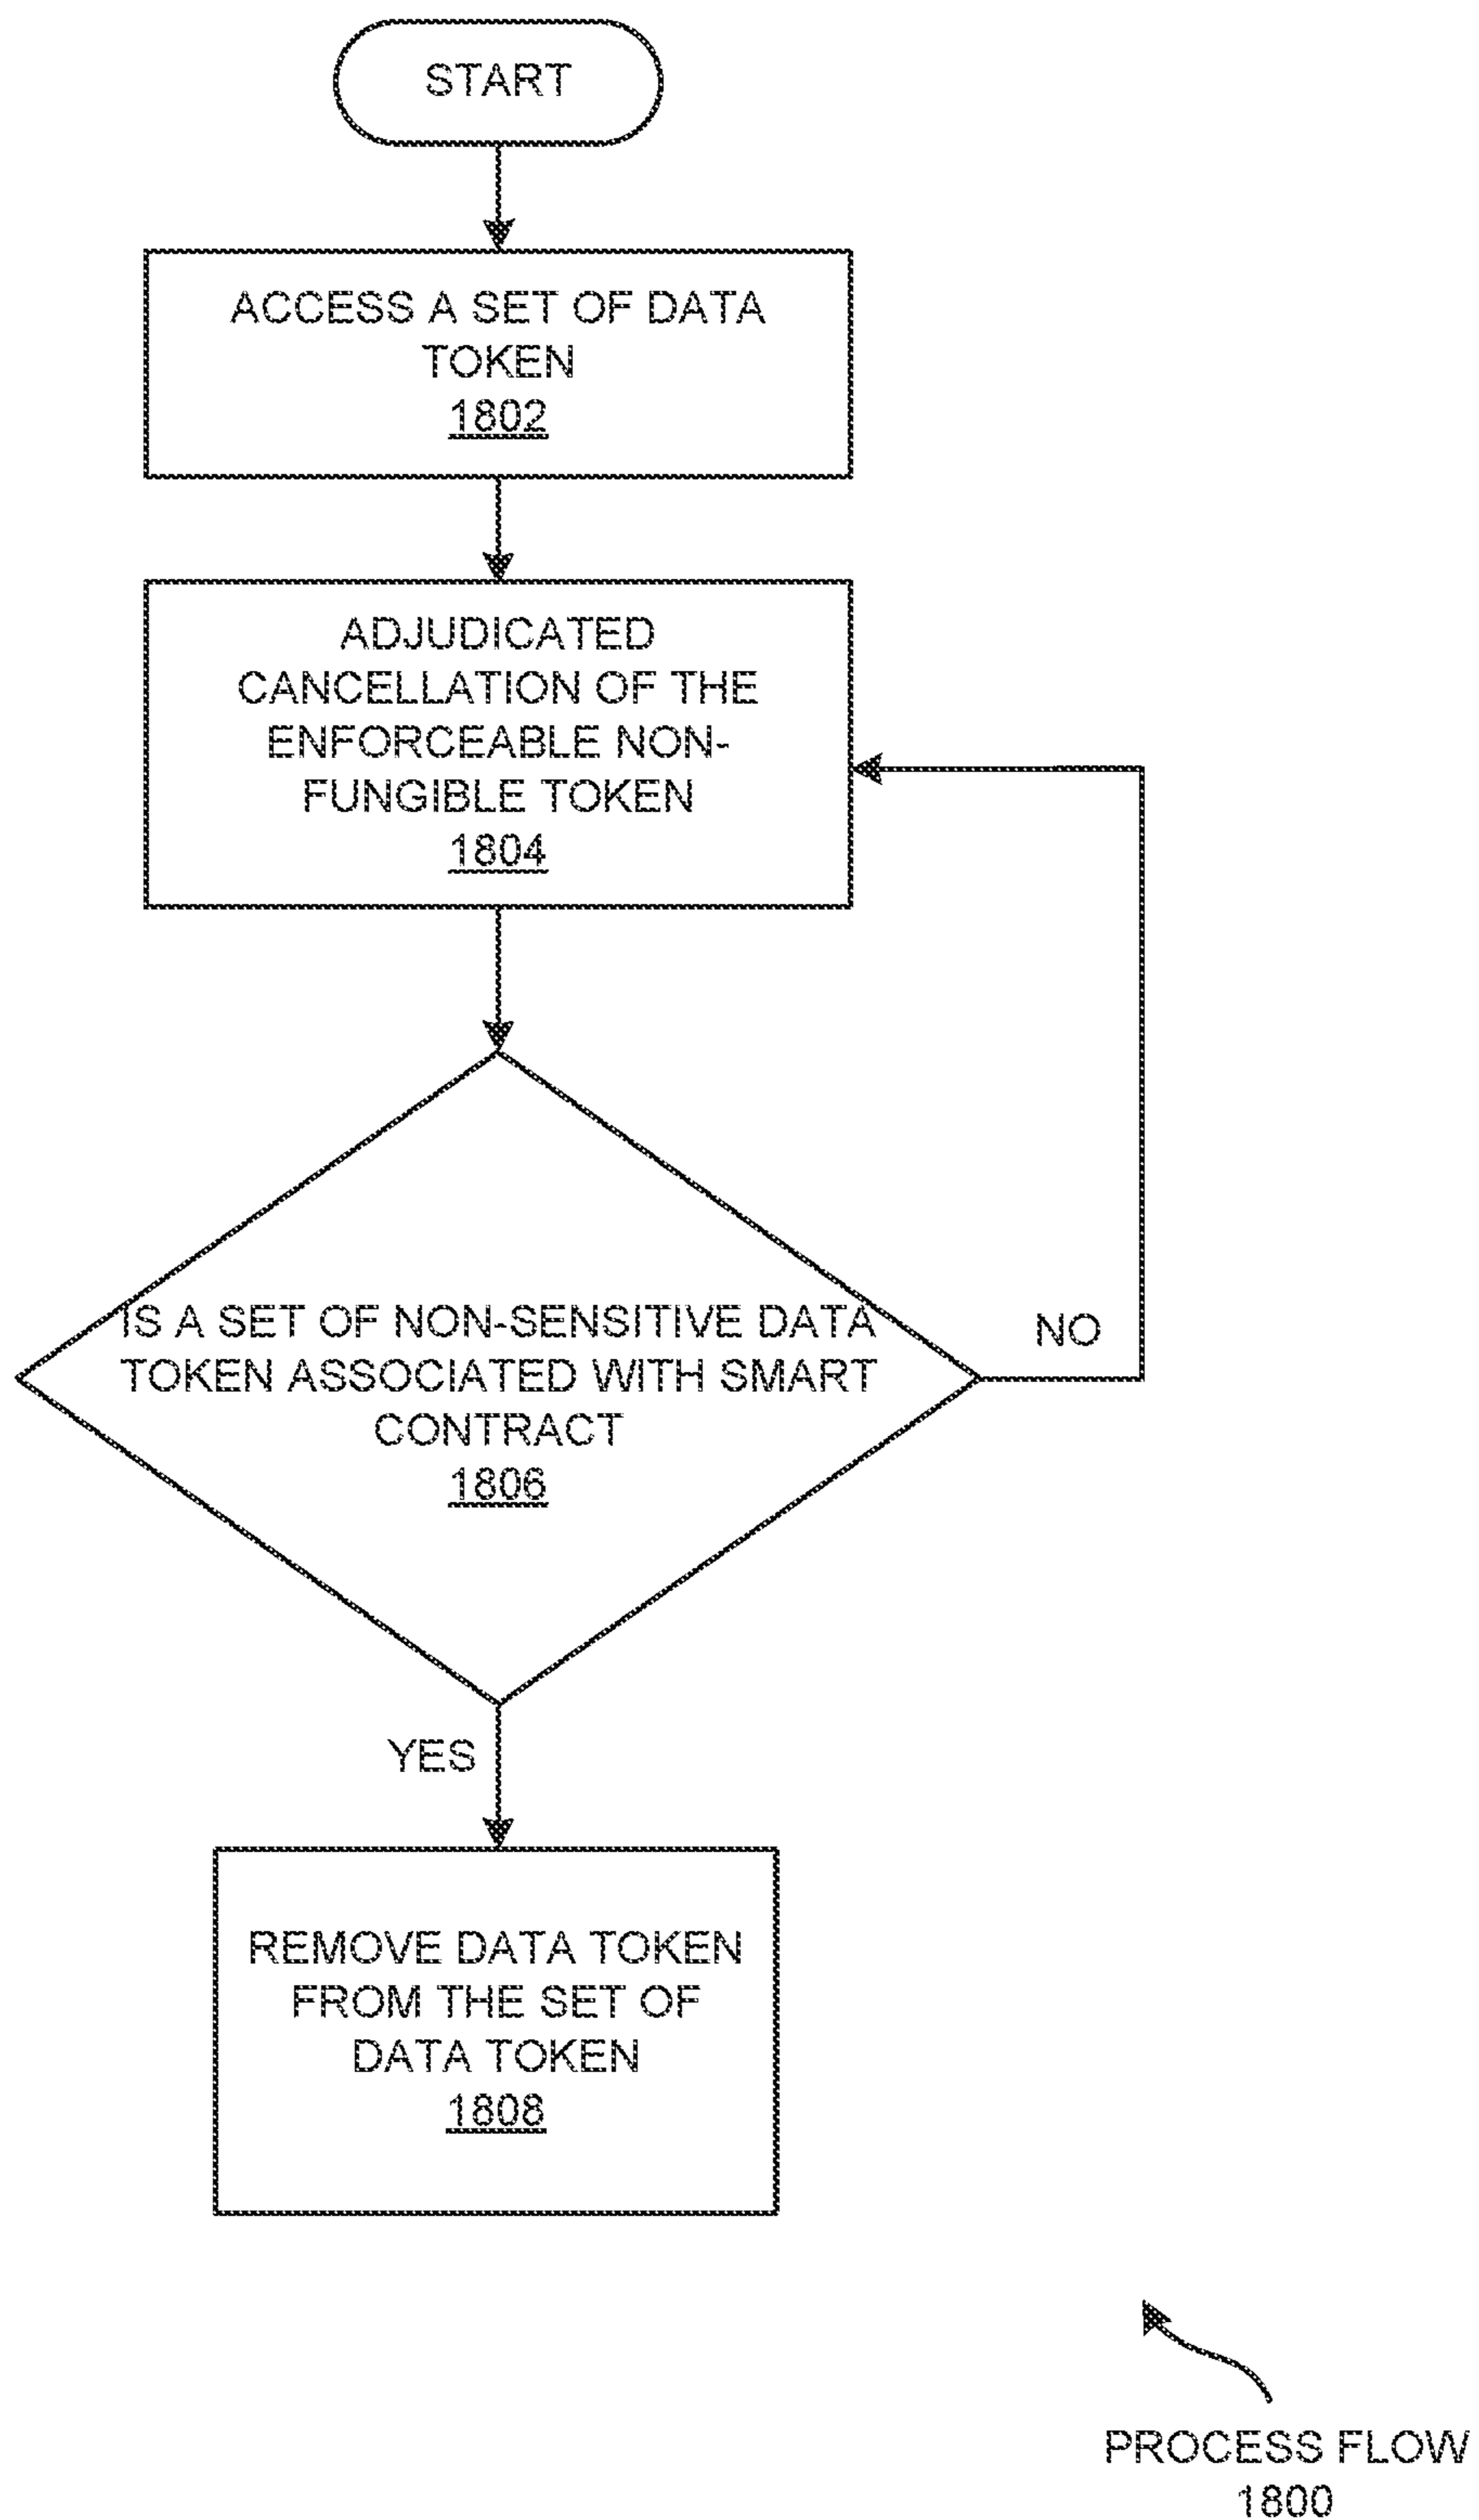 START
ACCESS A SET OF DATA
TOKEN
1802
ADJUDICATED
CANCELLATION OF THE
ENFORCEABLE NON-
FUNGIBLE TOKEN
1804
IS A SET OF NON-SENSITIVE DATA
TOKEN ASSOCIATED WITH SMART
CONTRACT
1806
NO
YES
REMOVE DATA TOKEN
FROM THE SET OF
DATA TOKEN
1808
PROCESS FLOW
1800